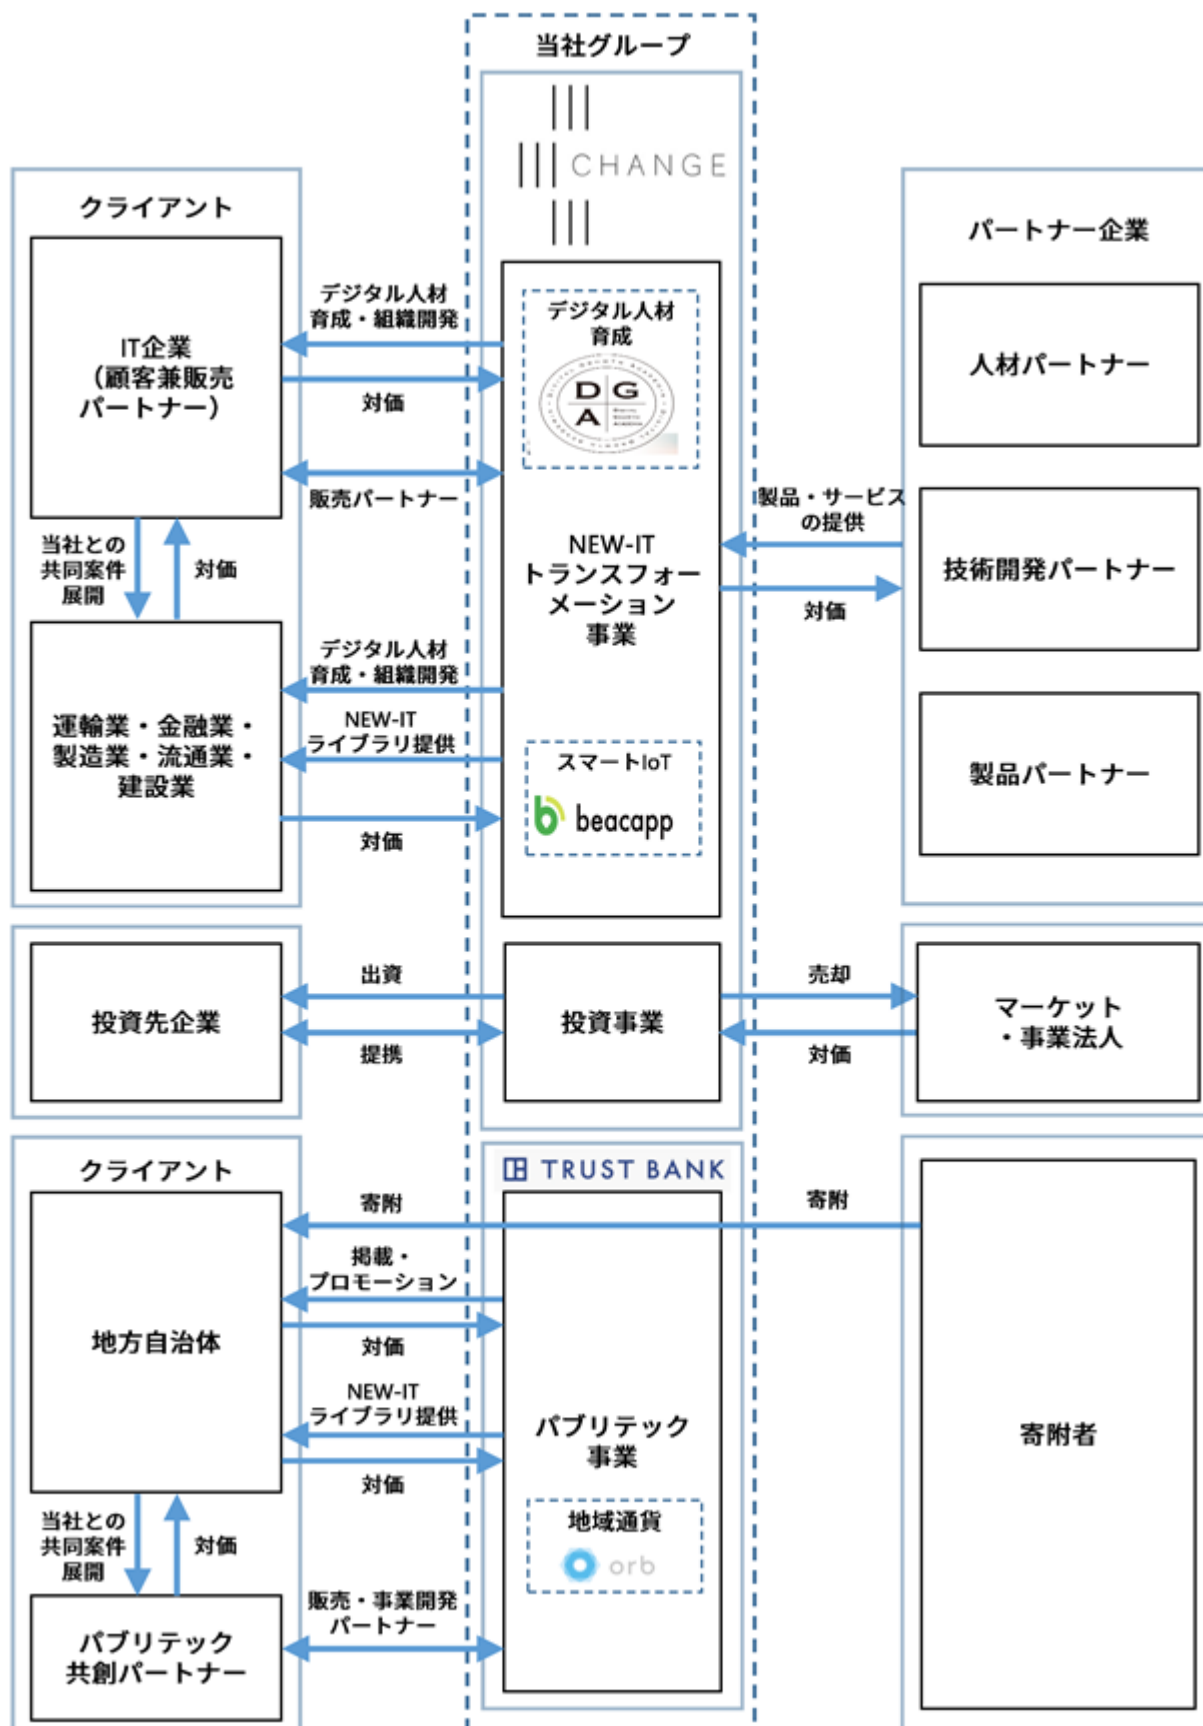 当社グループ
CHANGE
クライアント
IT企業
（顧客兼販売
パートナー）
当社との
共同案件
展開
対価
運輸業・金融業・
製造業・流通業・
建設業
デジタル人材
育成・組織開発
対価
販売パートナー
デジタル人材
育成・組織開発
NEW-IT
ライブラリ提供
対価
デジタル人材
育成
D G
A
NEW-IT
トランスフォー
メーション
事業
スマートIoT
beacapp
製品・サービス
の提供
対価
パートナー企業
人材パートナー
技術開発パートナー
製品パートナー
投資先企業
出資
提携
投資事業
売却
対価
マーケット
・事業法人
クライアント
地方自治体
当社との
共同案件
展開
対価
パブリテック
共創パートナー
寄附
掲載・
プロモーション
対価
NEW-IT
ライブラリ提供
対価
販売・事業開発
パートナー
TRUST BANK
パブリテック
事業
地域通貨
orb
寄附
寄附者